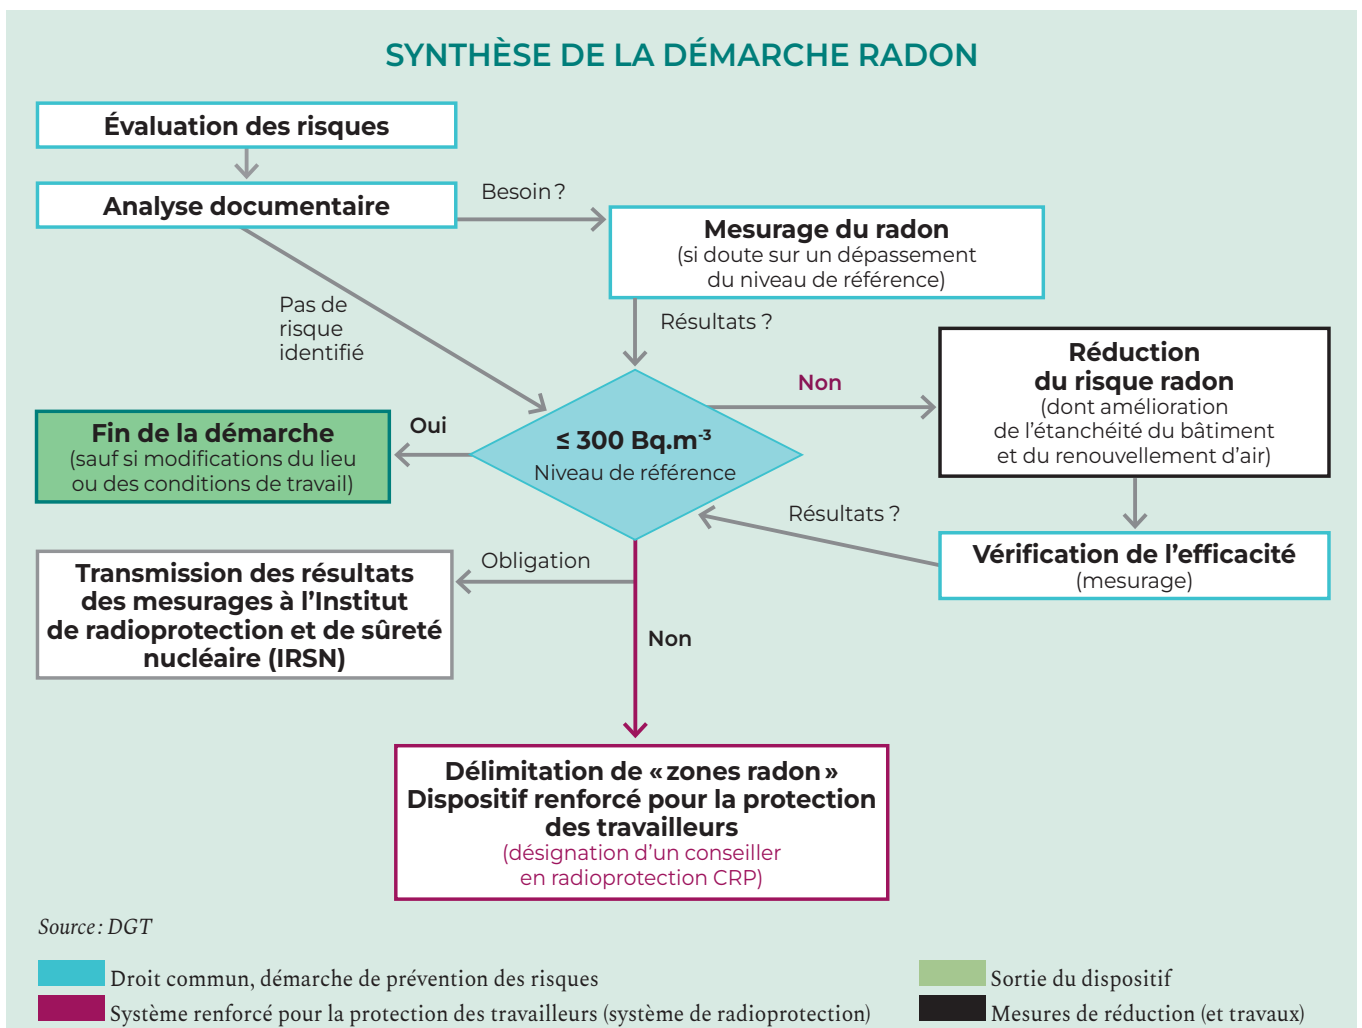 SYNTHÈSE DE LA DÉMARCHE RADON
Évaluation des risques
Analyse documentaire
Besoin ?
Mesurage du radon
(si doute sur un dépassement
du niveau de référence)
Pas de
risque
identifié
Résultats ?
Réduction
du risque radon
(dont amélioration
de l’étanchéité du bâtiment
et du renouvellement d’air)
Non
Fin de la démarche
(sauf si modifications du lieu
ou des conditions de travail)
Oui
≤ 300 Bq.m⁻³
Niveau de référence
Résultats ?
Vérification de l’efficacité
(mesurage)
Transmission des résultats
des mesurages à l’Institut
de radioprotection et de sûreté
nucléaire (IRSN)
Obligation
Non
Délimitation de « zones radon »
Dispositif renforcé pour la protection
des travailleurs
(désignation d’un conseiller
en radioprotection CRP)
Source : DGT
Droit commun, démarche de prévention des risques
Sortie du dispositif
Système renforcé pour la protection des travailleurs (système de radioprotection)
Mesures de réduction (et travaux)